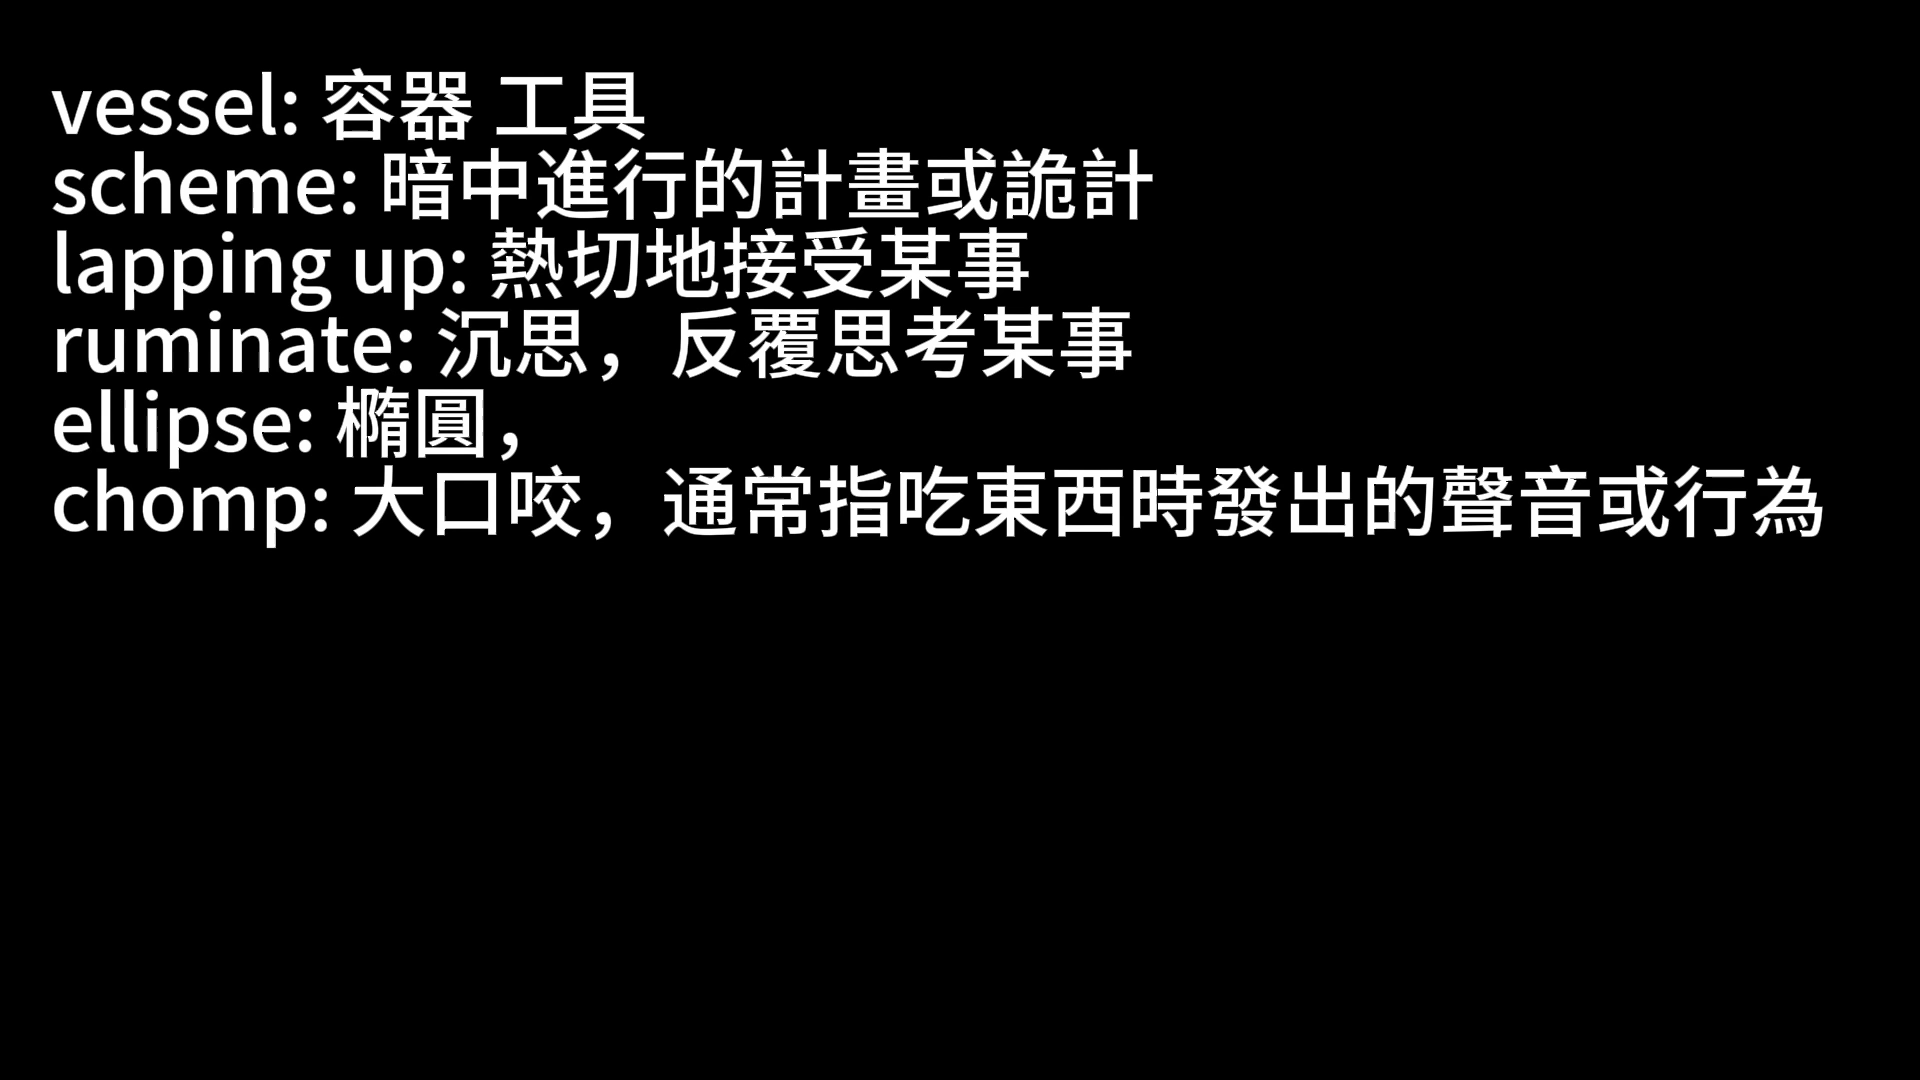 vessel: 容器 工具
scheme: 暗中進行的計畫或詭計
lapping up: 熱切地接受某事
ruminate: 沉思，反覆思考某事
ellipse: 橢圓，
chomp: 大口咬，通常指吃東西時發出的聲音或行為